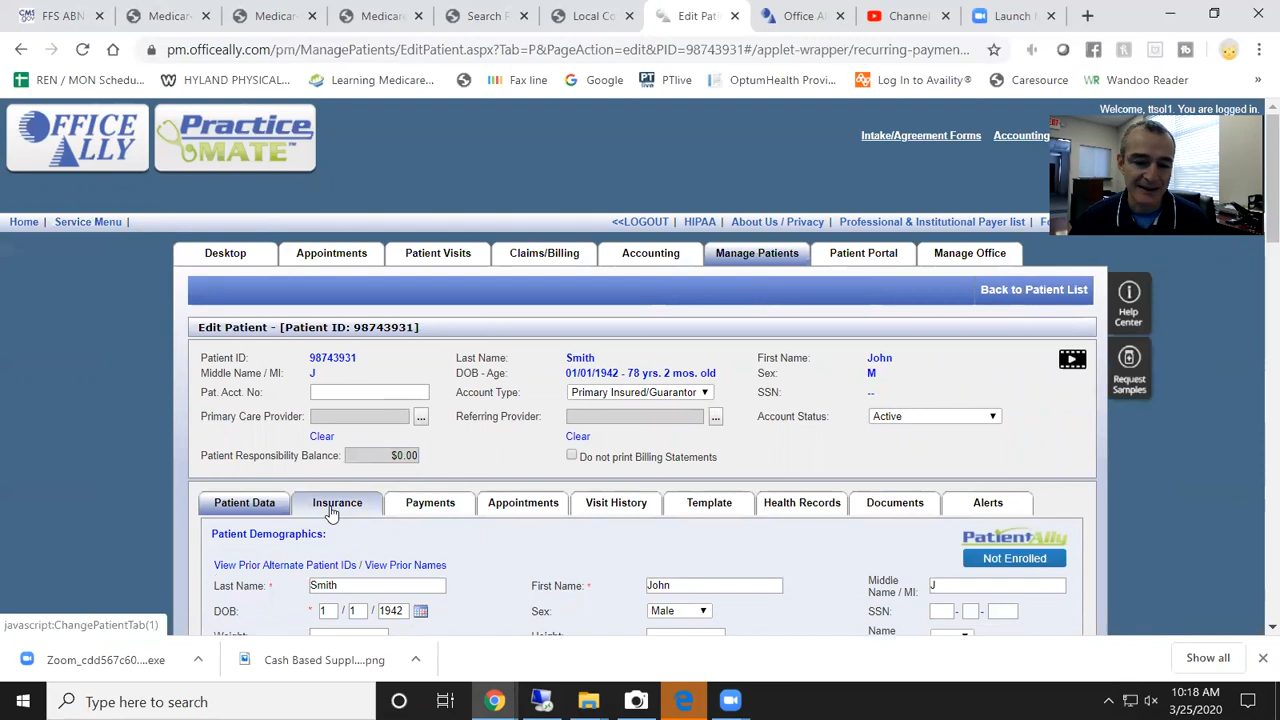 FFS ABN
Medicar
Medicar
Medicare
Search F
Local C
Edit Patie
Office Al
Channel
Launch M
pm.officeally.com/pm/ManagePatients/EditPatient.aspx?Tab=P&PageAction=edit&PID=98743931#/applet-wrapper/recurring-paymen...
REN / MON Schedu...
HYLAND PHYSICAL...
Learning Medicare...
Fax line
Google
PTlive
OptumHealth Provi...
Log In to Availity®
Caresource
Wandoo Reader
»
Welcome, ttsol1. You are logged in.
OFFICE ALLY
Practice MATE™
Intake/Agreement Forms
Accounting
Home |
Service Menu |
<<LOGOUT |
HIPAA |
About Us / Privacy |
Professional & Institutional Payer list |
Desktop
Appointments
Patient Visits
Claims/Billing
Accounting
Manage Patients
Patient Portal
Manage Office
Back to Patient List
Help Center
Request Samples
Edit Patient - [Patient ID: 98743931]
Patient ID: 98743931
Last Name: Smith
First Name: John
Middle Name / MI: J
DOB - Age: 01/01/1942 - 78 yrs. 2 mos. old
Sex: M
Pat. Acct. No:
Account Type: Primary Insured/Guarantor
SSN: --
Primary Care Provider: ...
Referring Provider: ...
Account Status: Active
Clear
Clear
Patient Responsibility Balance: $0.00
Do not print Billing Statements
Patient Data
Insurance
Payments
Appointments
Visit History
Template
Health Records
Documents
Alerts
Patient Demographics:
PatientAlly
Not Enrolled
View Prior Alternate Patient IDs / View Prior Names
Last Name: * Smith
First Name: * John
Middle Name / MI: J
DOB: * 1 / 1 / 1942
Sex: Male
SSN: - -
Weight:
Height:
Name
javascript:ChangePatientTab(1)
Zoom_cdd567c60....exe
Cash Based Suppl....png
Show all
Type here to search
10:18 AM
3/25/2020